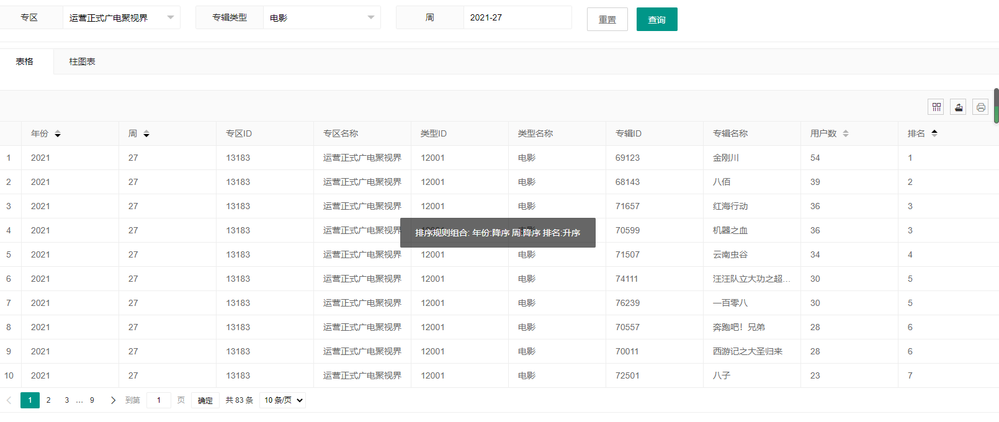 专区 运营正式广电聚视界 专辑类型 电影 周 2021-27 重置 查询
表格 柱图表
年份 周 专区ID 专区名称 类型ID 类型名称 专辑ID 专辑名称 用户数 排名
1 2021 27 13183 运营正式广电聚视界 12001 电影 69123 金刚川 54 1
2 2021 27 13183 运营正式广电聚视界 12001 电影 68143 八佰 39 2
3 2021 27 13183 运营正式广电聚视界 12001 电影 71657 红海行动 36 3
4 2021 27 13183 运营正式广电聚视界 70599 机器之血 36 3
排序规则组合: 年份:降序 周:降序 排名:升序
5 2021 27 13183 运营正式广电聚视界 12001 电影 71507 云南虫谷 34 4
6 2021 27 13183 运营正式广电聚视界 12001 电影 74111 汪汪队立大功之超... 30 5
7 2021 27 13183 运营正式广电聚视界 12001 电影 76239 一百零八 30 5
8 2021 27 13183 运营正式广电聚视界 12001 电影 70557 奔跑吧！兄弟 28 6
9 2021 27 13183 运营正式广电聚视界 12001 电影 70011 西游记之大圣归来 28 6
10 2021 27 13183 运营正式广电聚视界 12001 电影 72501 八子 23 7
1 2 3 ... 9 到第 1 页 确定 共 83 条 10 条/页